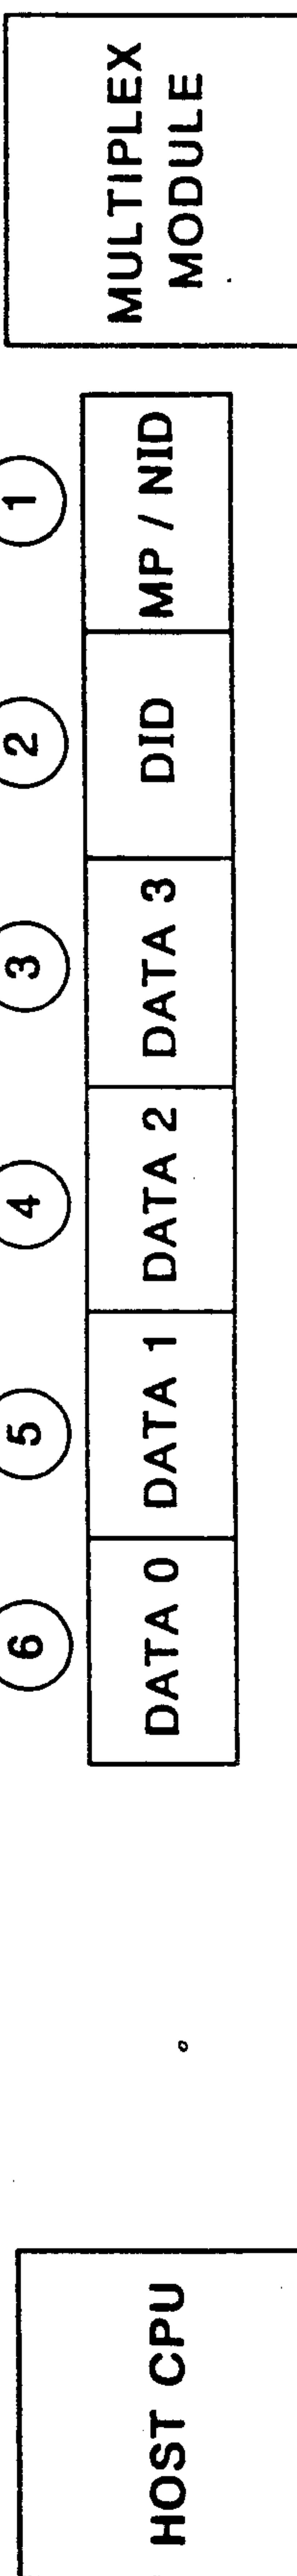 6
5
4
3
2
1
HOST CPU
DATA 0
DATA 1
DATA 2
DATA 3
DID
MP / NID
MULTIPLEX
MODULE